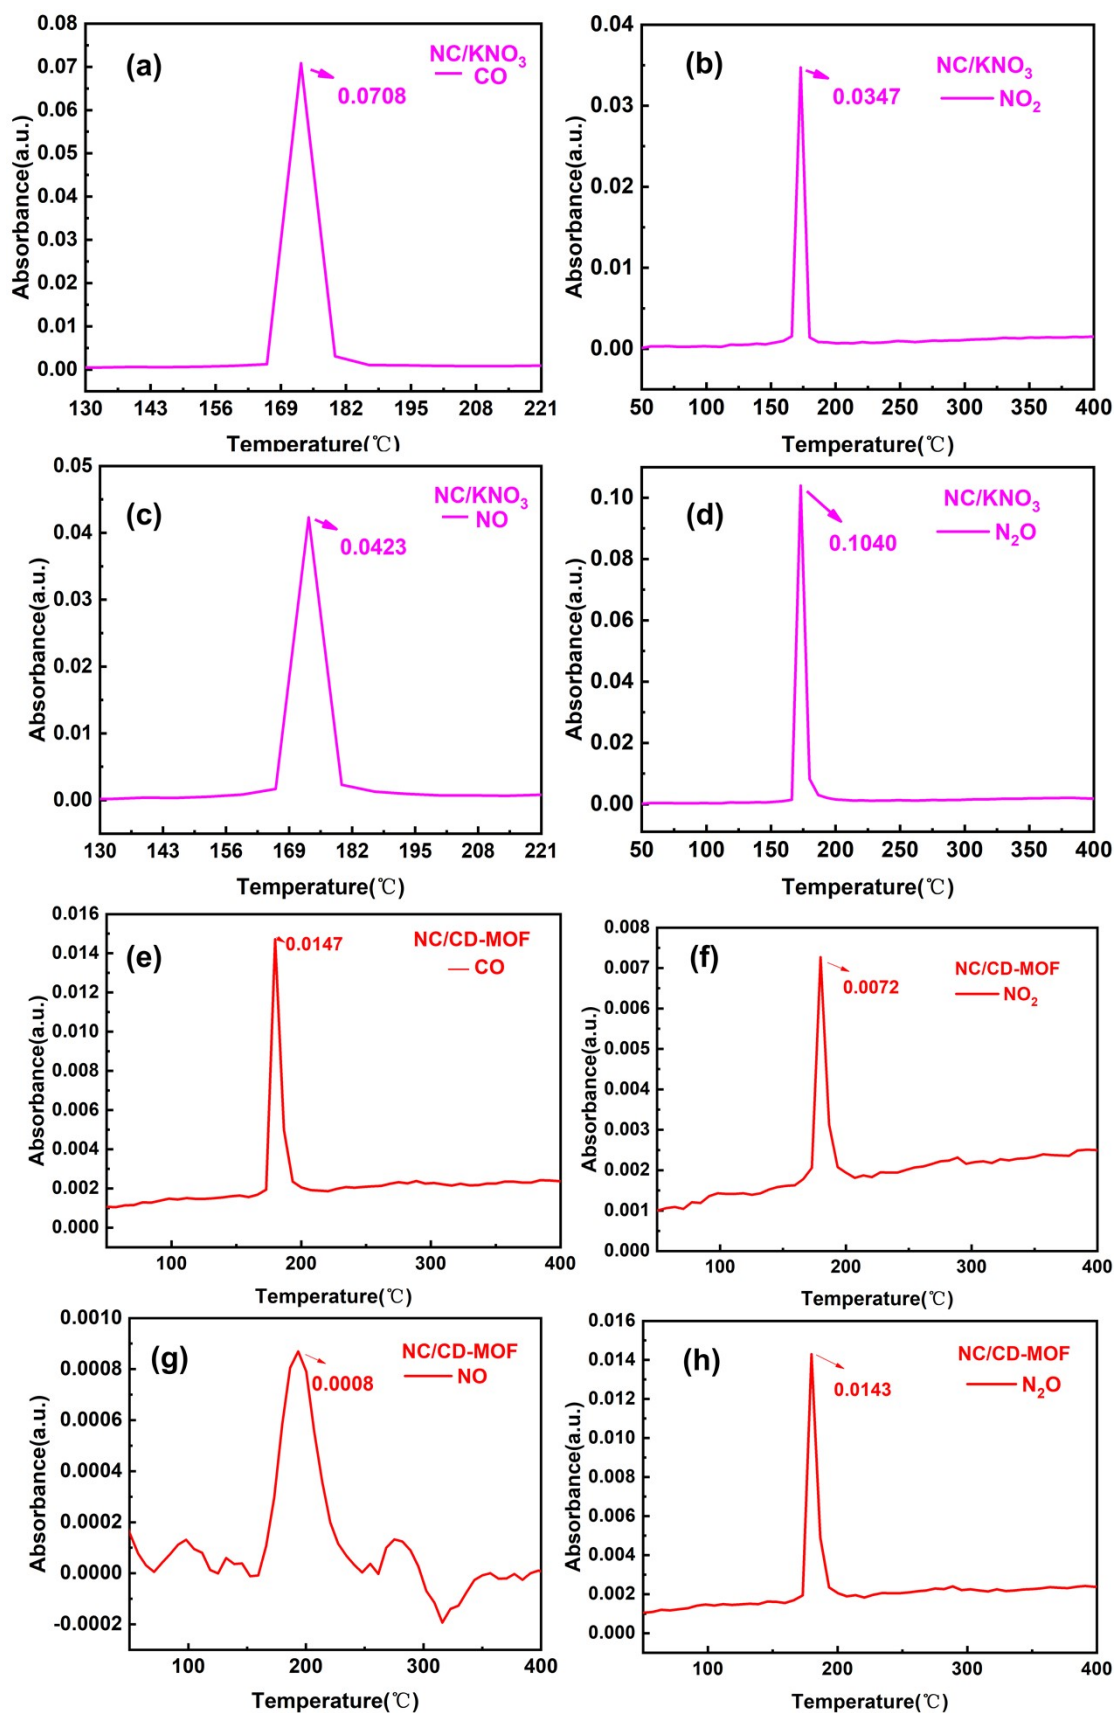 (a)
NC/KNO3
CO
0.0708
0.08
0.07
0.06
0.05
0.04
0.03
0.02
0.01
0.00
Absorbance(a.u.)
130 143 156 169 182 195 208 221
Temperature(℃)
(b)
NC/KNO3
NO2
0.0347
0.04
0.03
0.02
0.01
0.00
Absorbance(a.u.)
50 100 150 200 250 300 350 400
Temperature(℃)
(c)
NC/KNO3
NO
0.0423
0.05
0.04
0.03
0.02
0.01
0.00
Absorbance(a.u.)
130 143 156 169 182 195 208 221
Temperature(℃)
(d)
NC/KNO3
N2O
0.1040
0.10
0.08
0.06
0.04
0.02
0.00
Absorbance(a.u.)
50 100 150 200 250 300 350 400
Temperature(℃)
(e)
NC/CD-MOF
CO
0.0147
0.016
0.014
0.012
0.010
0.008
0.006
0.004
0.002
0.000
Absorbance(a.u.)
100 200 300 400
Temperature(℃)
(f)
NC/CD-MOF
NO2
0.0072
0.008
0.007
0.006
0.005
0.004
0.003
0.002
0.001
0.000
Absorbance(a.u.)
100 200 300 400
Temperature(℃)
(g)
NC/CD-MOF
NO
0.0008
0.0010
0.0008
0.0006
0.0004
0.0002
0.0000
-0.0002
Absorbance(a.u.)
100 200 300 400
Temperature(℃)
(h)
NC/CD-MOF
N2O
0.0143
0.016
0.014
0.012
0.010
0.008
0.006
0.004
0.002
0.000
Absorbance(a.u.)
100 200 300 400
Temperature(℃)